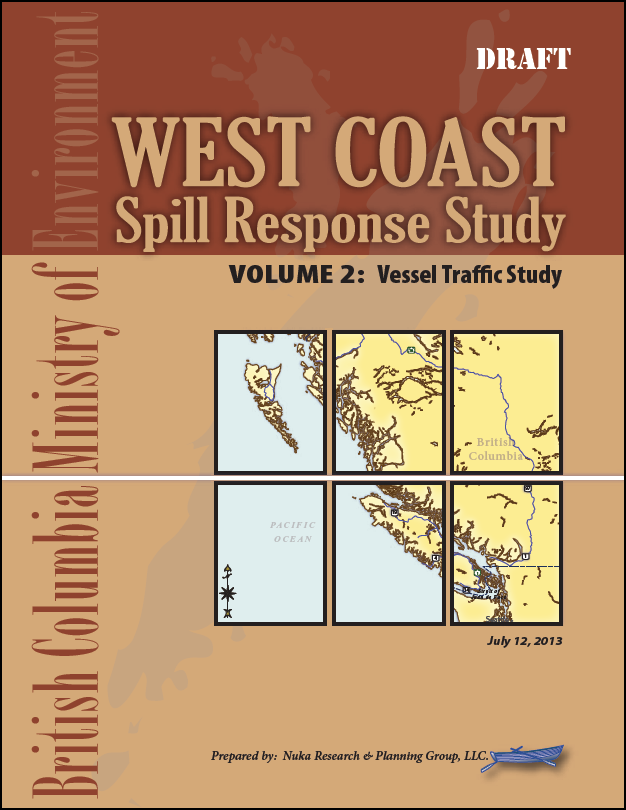 DRAFT
WEST COAST
Spill Response Study
VOLUME 2: Vessel Traffic Study
British Columbia Ministry of Environment
British
Columbia
PACIFIC
OCEAN
July 12, 2013
Prepared by: Nuka Research & Planning Group, LLC.